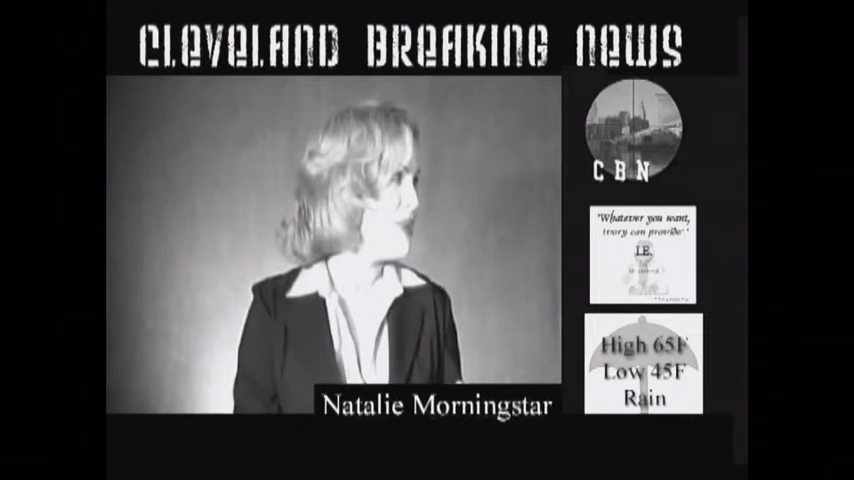 CLEVELAND BREAKING NEWS
CBN
"Whatever you want,
Ivory can provide"
I.E.
High 65F
Low 45F
Rain
Natalie Morningstar